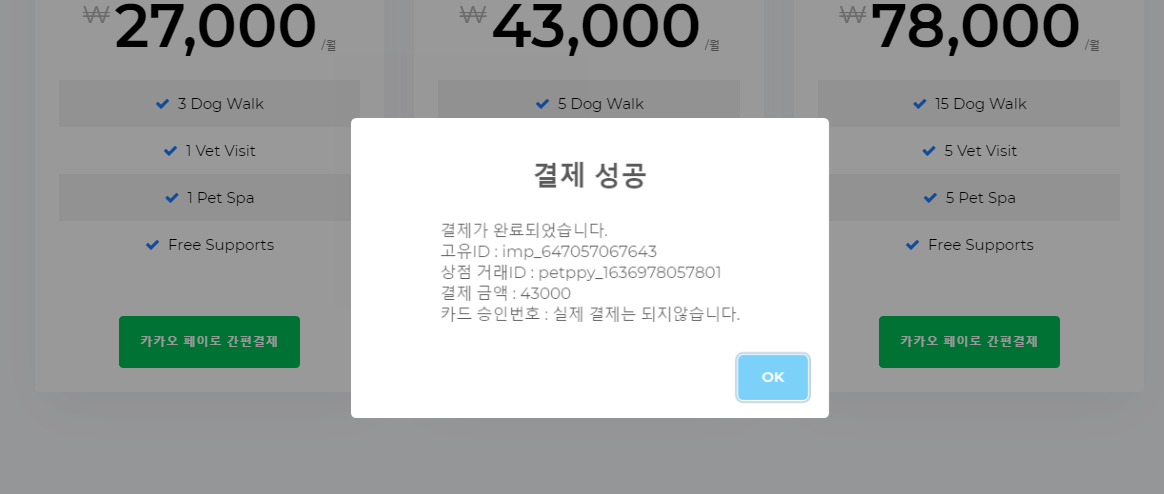 ₩27,000 /월
₩43,000 /월
₩78,000 /월
3 Dog Walk
1 Vet Visit
1 Pet Spa
Free Supports
카카오 페이로 간편결제
5 Dog Walk
결제 성공
결제가 완료되었습니다.
고유ID : imp_647057067643
상점 거래ID : petppy_1636978057801
결제 금액 : 43000
카드 승인번호 : 실제 결제는 되지않습니다.
OK
15 Dog Walk
5 Vet Visit
5 Pet Spa
Free Supports
카카오 페이로 간편결제